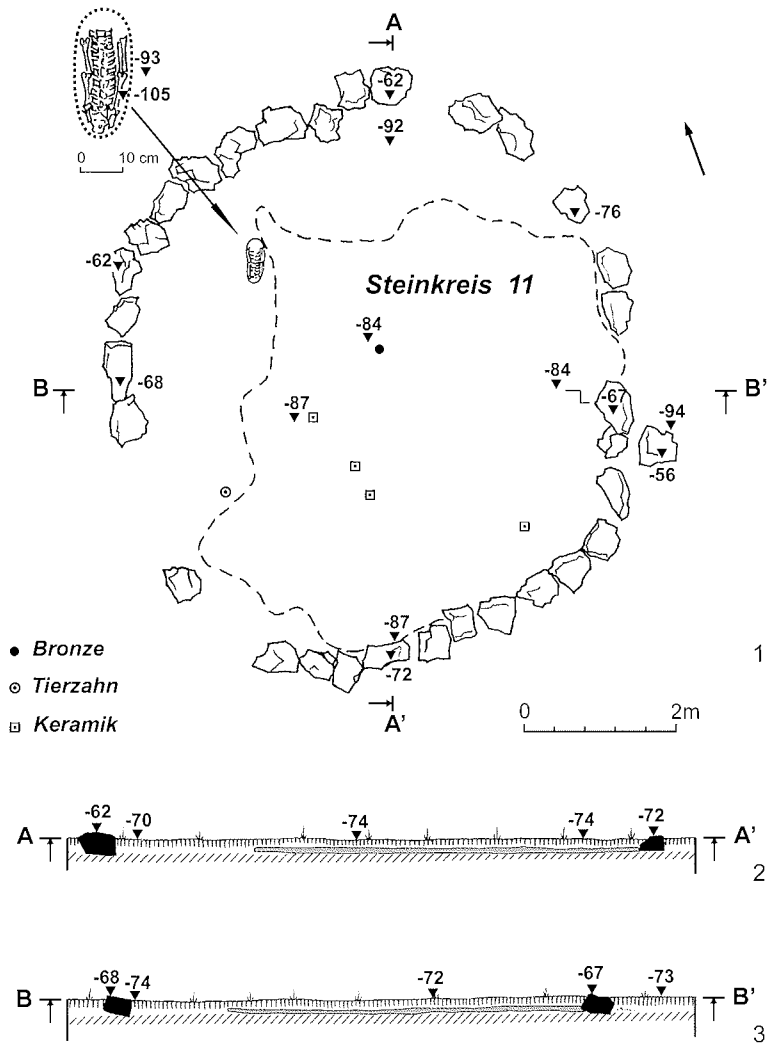 A
-93
-105
0 10 cm
-62
-92
-76
-62
Steinkreis 11
-84
-84
B -68 B'
-67
-94
-87
-56
-87
-72
1
Bronze
Tierzahn
Keramik
0 2m
A'
-62 -70 -74 -74 -72
A A'
2
-68 -74 -72 -67 -73
B B'
3